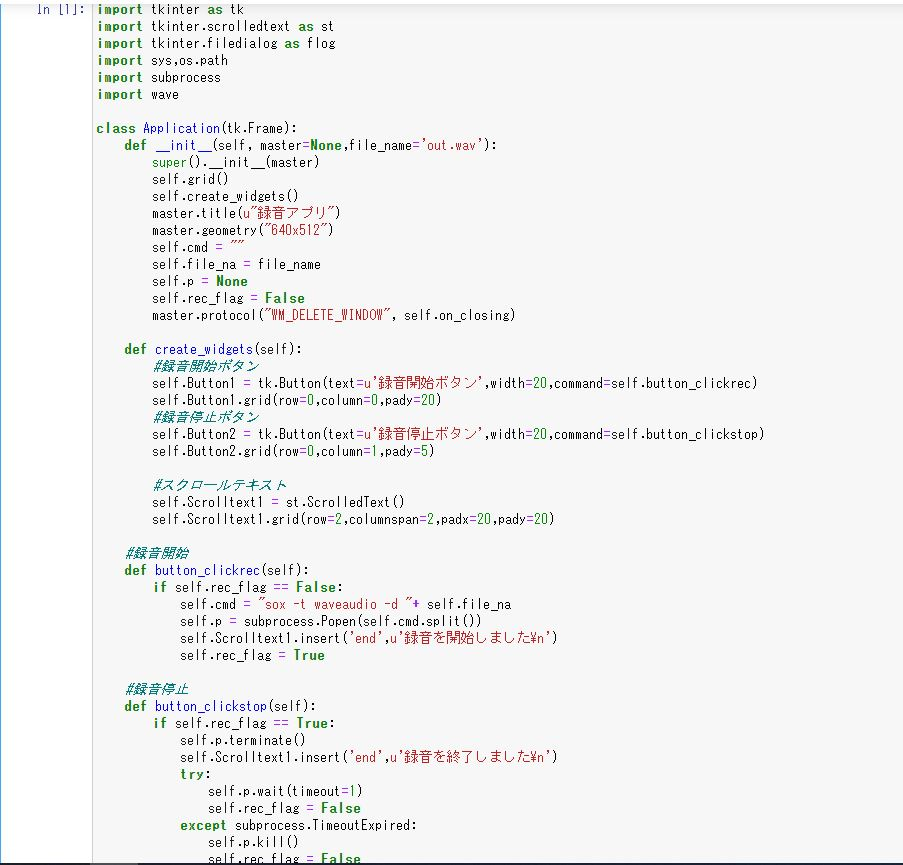 In [1]: import tkinter as tk
import tkinter.scrolledtext as st
import tkinter.filedialog as flog
import sys,os.path
import subprocess
import wave
class Application(tk.Frame):
def __init__(self, master=None,file_name='out.wav'):
super().__init__(master)
self.grid()
self.create_widgets()
master.title(u"録音アプリ")
master.geometry("640x512")
self.cmd = ""
self.file_na = file_name
self.p = None
self.rec_flag = False
master.protocol("WM_DELETE_WINDOW", self.on_closing)
def create_widgets(self):
#録音開始ボタン
self.Button1 = tk.Button(text=u'録音開始ボタン',width=20,command=self.button_clickrec)
self.Button1.grid(row=0,column=0,pady=20)
#録音停止ボタン
self.Button2 = tk.Button(text=u'録音停止ボタン',width=20,command=self.button_clickstop)
self.Button2.grid(row=0,column=1,pady=5)
#スクロールテキスト
self.Scrolltext1 = st.ScrolledText()
self.Scrolltext1.grid(row=2,columnspan=2,padx=20,pady=20)
#録音開始
def button_clickrec(self):
if self.rec_flag == False:
self.cmd = "sox -t waveaudio -d "+ self.file_na
self.p = subprocess.Popen(self.cmd.split())
self.Scrolltext1.insert('end',u'録音を開始しました¥n')
self.rec_flag = True
#録音停止
def button_clickstop(self):
if self.rec_flag == True:
self.p.terminate()
self.Scrolltext1.insert('end',u'録音を終了しました¥n')
try:
self.p.wait(timeout=1)
self.rec_flag = False
except subprocess.TimeoutExpired:
self.p.kill()
self.rec_flag = False